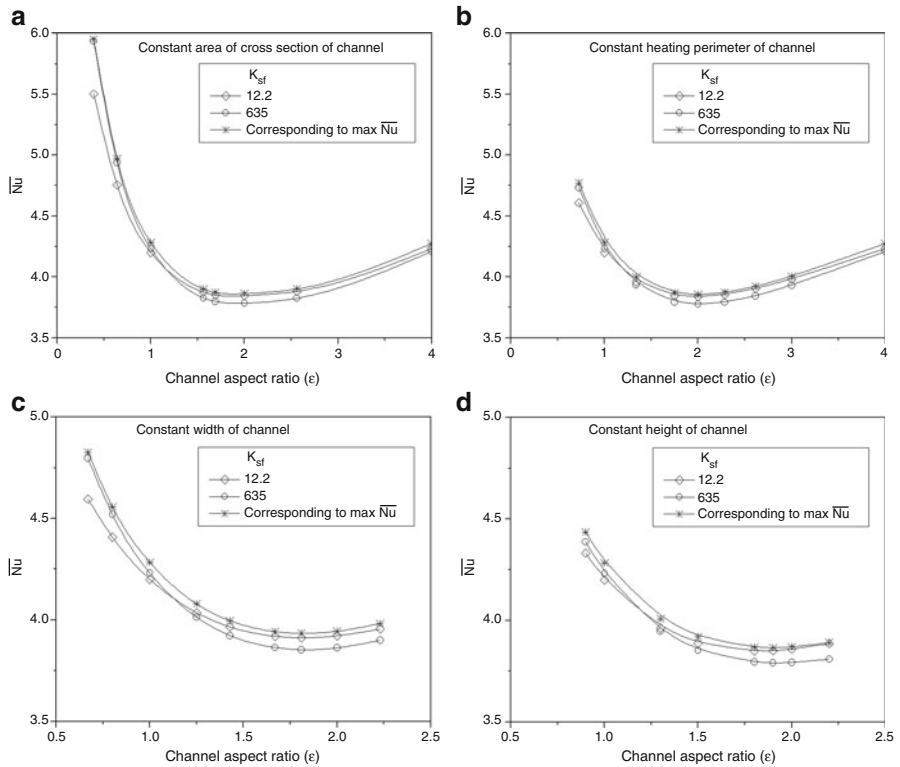 a
6.0
5.5
5.0
4.5
4.0
3.5
Nu
Constant area of cross section of channel
Ksf
12.2
635
Corresponding to max Nu
0
1
2
3
4
Channel aspect ratio (ε)
b
6.0
5.5
5.0
4.5
4.0
3.5
Nu
Constant heating perimeter of channel
Ksf
12.2
635
Corresponding to max Nu
0
1
2
3
4
Channel aspect ratio (ε)
c
5.0
4.5
4.0
3.5
Nu
Constant width of channel
Ksf
12.2
635
Corresponding to max Nu
0.5
1.0
1.5
2.0
2.5
Channel aspect ratio (ε)
d
5.0
4.5
4.0
3.5
Nu
Constant height of channel
Ksf
12.2
635
Corresponding to max Nu
0.5
1.0
1.5
2.0
2.5
Channel aspect ratio (ε)